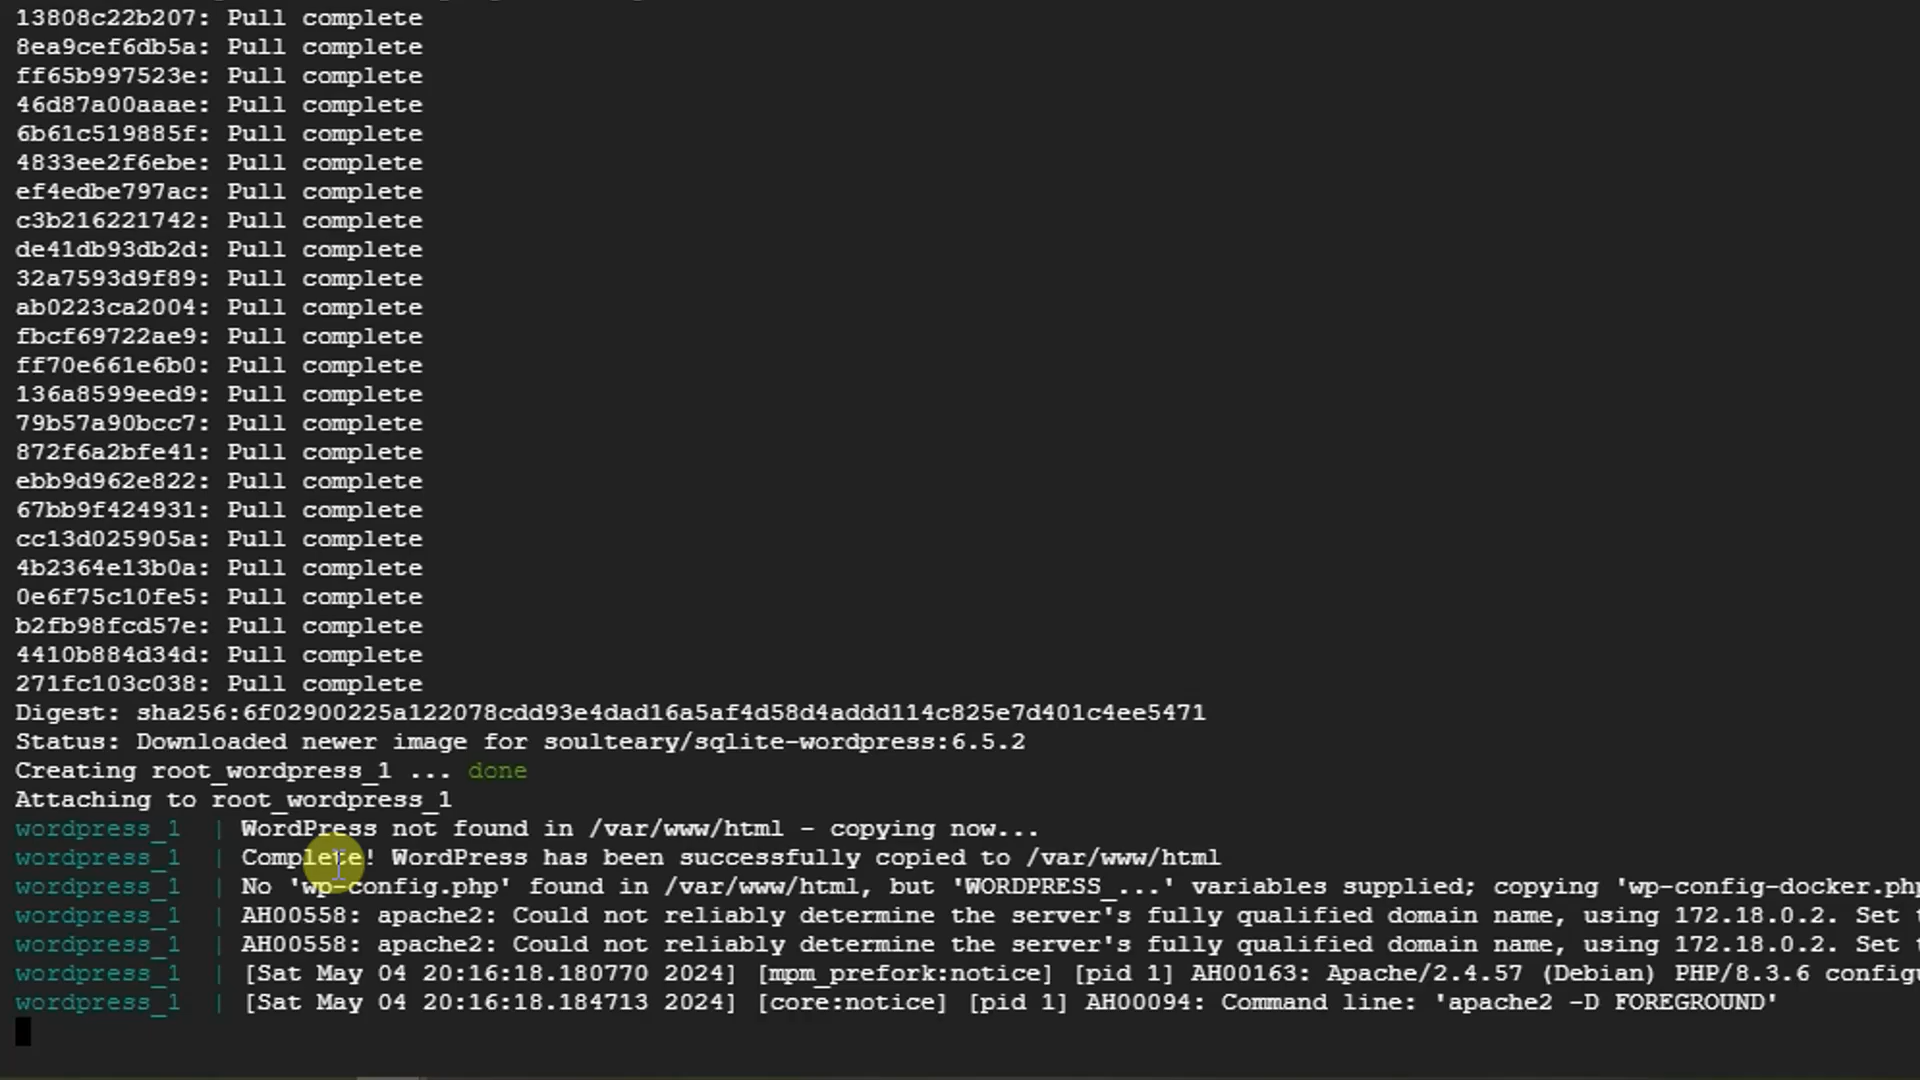 13808c22b207: Pull complete
8ea9cef6db5a: Pull complete
ff65b997523e: Pull complete
46d87a00aaae: Pull complete
6b61c519885f: Pull complete
4833ee2f6ebe: Pull complete
ef4edbe797ac: Pull complete
c3b216221742: Pull complete
de41db93db2d: Pull complete
32a7593d9f89: Pull complete
ab0223ca2004: Pull complete
fbcf69722ae9: Pull complete
ff70e661e6b0: Pull complete
136a8599eed9: Pull complete
79b57a90bcc7: Pull complete
872f6a2bfe41: Pull complete
ebb9d962e822: Pull complete
67bb9f424931: Pull complete
cc13d025905a: Pull complete
4b2364e13b0a: Pull complete
0e6f75c10fe5: Pull complete
b2fb98fcd57e: Pull complete
4410b884d34d: Pull complete
271fc103c038: Pull complete
Digest: sha256:6f02900225a122078cdd93e4dad16a5af4d58d4addd114c825e7d401c4ee5471
Status: Downloaded newer image for soulteary/sqlite-wordpress:6.5.2
Creating root_wordpress_1 ... done
Attaching to root_wordpress_1
wordpress_1 | WordPress not found in /var/www/html - copying now...
wordpress_1 | Complete! WordPress has been successfully copied to /var/www/html
wordpress_1 | No 'wp-config.php' found in /var/www/html, but 'WORDPRESS_...' variables supplied; copying 'wp-config-docker.php
wordpress_1 | AH00558: apache2: Could not reliably determine the server's fully qualified domain name, using 172.18.0.2. Set
wordpress_1 | AH00558: apache2: Could not reliably determine the server's fully qualified domain name, using 172.18.0.2. Set
wordpress_1 | [Sat May 04 20:16:18.180770 2024] [mpm_prefork:notice] [pid 1] AH00163: Apache/2.4.57 (Debian) PHP/8.3.6 config
wordpress_1 | [Sat May 04 20:16:18.184713 2024] [core:notice] [pid 1] AH00094: Command line: 'apache2 -D FOREGROUND'